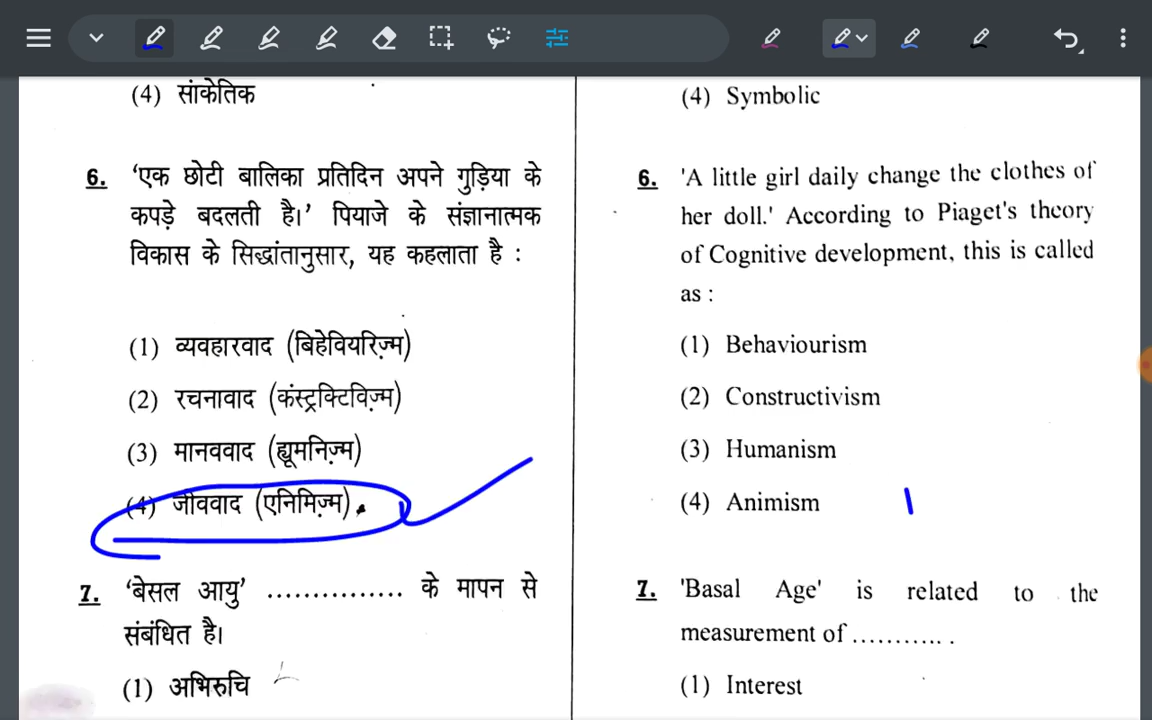 (4) सांकेतिक
6. ‘एक छोटी बालिका प्रतिदिन अपने गुड़िया के
कपड़े बदलती है।’ पियाजे के संज्ञानात्मक
विकास के सिद्धांतानुसार, यह कहलाता है :
(1) व्यवहारवाद (बिहेवियरिज़्म)
(2) रचनावाद (कंस्ट्रक्टिविज़्म)
(3) मानववाद (ह्यूमनिज़्म)
(4) जीववाद (एनिमिज़्म).
7. ‘बेसल आयु’ ............... के मापन से
संबंधित है।
(1) अभिरुचि
(4) Symbolic
6. 'A little girl daily change the clothes of
her doll.' According to Piaget's theory
of Cognitive development, this is called
as :
(1) Behaviourism
(2) Constructivism
(3) Humanism
(4) Animism
7. 'Basal Age' is related to the
measurement of ........... .
(1) Interest